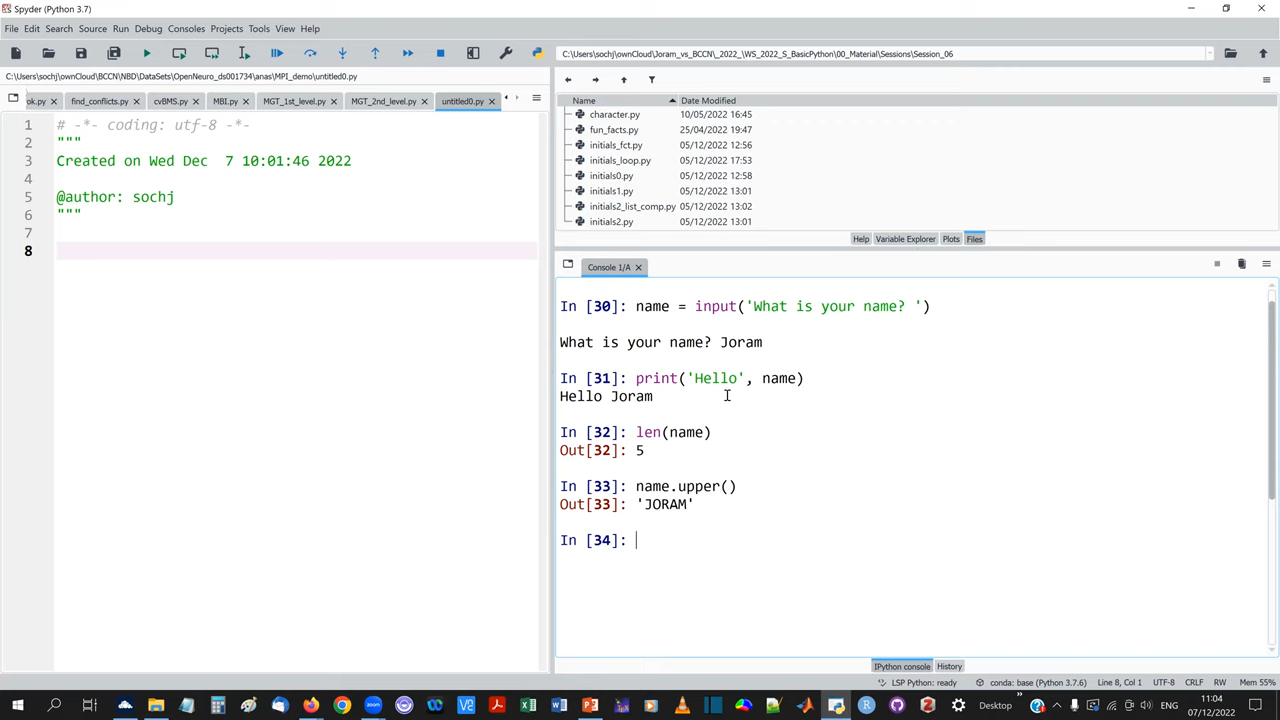 Spyder (Python 3.7)
File Edit Search Source Run Debug Consoles Projects Tools View Help
C:\Users\sochj\ownCloud\Joram_vs_BCCN\_2022_\WS_2022_S_BasicPython\00_Material\Sessions\Session_06
C:\Users\sochj\ownCloud\BCCN\NBD\DataSets\OpenNeuro_ds001734\anas\MPI_demo\untitled0.py
ok.py find_conflicts.py cvBMS.py MBI.py MGT_1st_level.py MGT_2nd_level.py untitled0.py
1 # -*- coding: utf-8 -*-
2 """
3 Created on Wed Dec  7 10:01:46 2022
4
5 @author: sochj
6 """
7
8
Name Date Modified
character.py 10/05/2022 16:45
fun_facts.py 25/04/2022 19:47
initials_fct.py 05/12/2022 12:56
initials_loop.py 05/12/2022 17:53
initials0.py 05/12/2022 12:58
initials1.py 05/12/2022 13:01
initials2_list_comp.py 05/12/2022 13:02
initials2.py 05/12/2022 13:01
Help Variable Explorer Plots Files
Console 1/A
In [30]: name = input('What is your name? ')
What is your name? Joram
In [31]: print('Hello', name)
Hello Joram
In [32]: len(name)
Out[32]: 5
In [33]: name.upper()
Out[33]: 'JORAM'
In [34]:
IPython console History
LSP Python: ready conda: base (Python 3.7.6) Line 8, Col 1 UTF-8 CRLF RW Mem 55%
Desktop ENG 11:04
07/12/2022